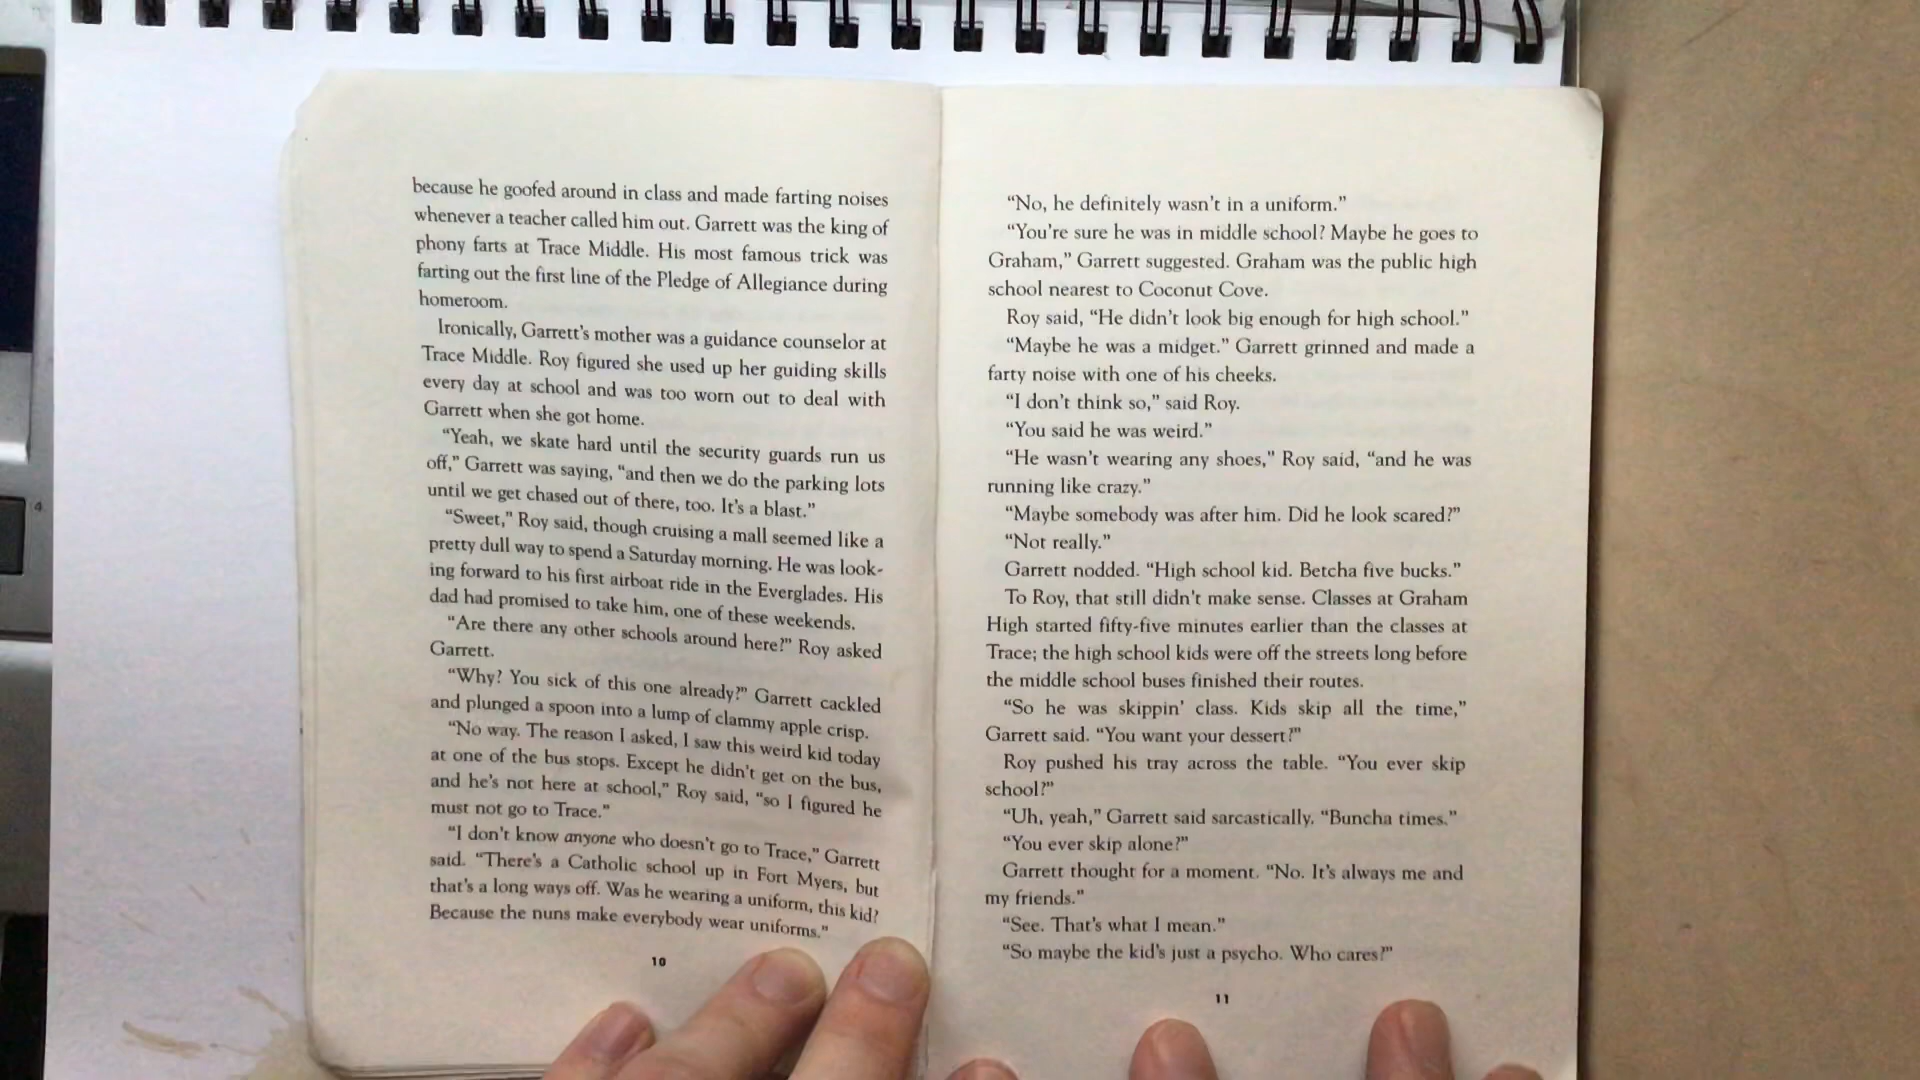 because he goofed around in class and made farting noises
whenever a teacher called him out. Garrett was the king of
phony farts at Trace Middle. His most famous trick was
farting out the first line of the Pledge of Allegiance during
homeroom.
Ironically, Garrett's mother was a guidance counselor at
Trace Middle. Roy figured she used up her guiding skills
every day at school and was too worn out to deal with
Garrett when she got home.
“Yeah, we skate hard until the security guards run us
off,” Garrett was saying, “and then we do the parking lots
until we get chased out of there, too. It's a blast.”
“Sweet,” Roy said, though cruising a mall seemed like a
pretty dull way to spend a Saturday morning. He was look-
ing forward to his first airboat ride in the Everglades. His
dad had promised to take him, one of these weekends.
“Are there any other schools around here?” Roy asked
Garrett.
“Why? You sick of this one already?” Garrett cackled
and plunged a spoon into a lump of clammy apple crisp.
“No way. The reason I asked, I saw this weird kid today
at one of the bus stops. Except he didn't get on the bus,
and he's not here at school,” Roy said, “so I figured he
must not go to Trace.”
“I don't know anyone who doesn't go to Trace,” Garrett
said. “There's a Catholic school up in Fort Myers, but
that's a long ways off. Was he wearing a uniform, this kid?
Because the nuns make everybody wear uniforms.”
10
“No, he definitely wasn't in a uniform.”
“You're sure he was in middle school? Maybe he goes to
Graham,” Garrett suggested. Graham was the public high
school nearest to Coconut Cove.
Roy said, “He didn't look big enough for high school.”
“Maybe he was a midget.” Garrett grinned and made a
farty noise with one of his cheeks.
“I don't think so,” said Roy.
“You said he was weird.”
“He wasn't wearing any shoes,” Roy said, “and he was
running like crazy.”
“Maybe somebody was after him. Did he look scared?”
“Not really.”
Garrett nodded. “High school kid. Betcha five bucks.”
To Roy, that still didn't make sense. Classes at Graham
High started fifty-five minutes earlier than the classes at
Trace; the high school kids were off the streets long before
the middle school buses finished their routes.
“So he was skippin' class. Kids skip all the time,”
Garrett said. “You want your dessert?”
Roy pushed his tray across the table. “You ever skip
school?”
“Uh, yeah,” Garrett said sarcastically. “Buncha times.”
“You ever skip alone?”
Garrett thought for a moment. “No. It's always me and
my friends.”
“See. That's what I mean.”
“So maybe the kid's just a psycho. Who cares?”
11
4